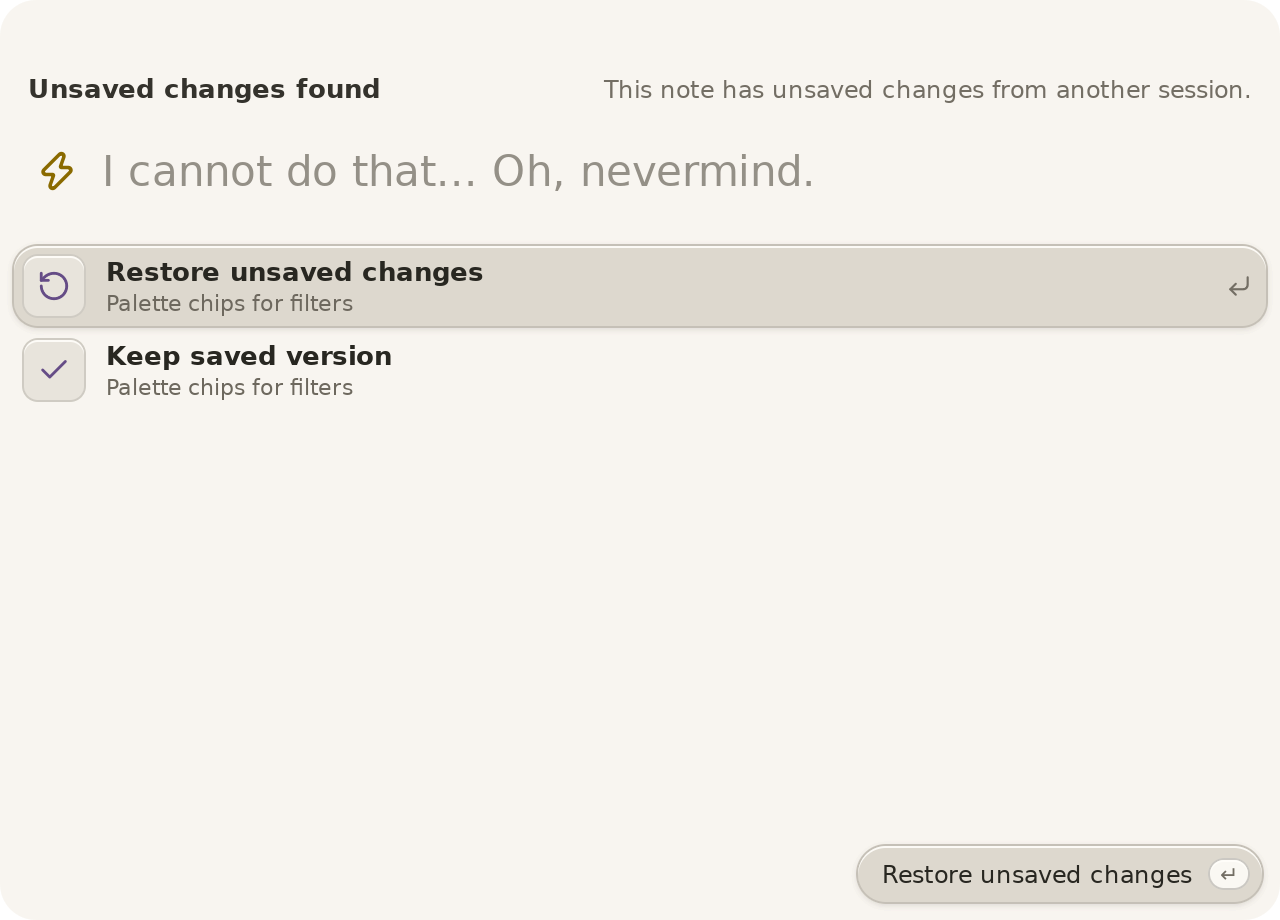 Unsaved changes found
This note has unsaved changes from another session.
I cannot do that… Oh, nevermind.
Restore unsaved changes
Palette chips for filters
Keep saved version
Palette chips for filters
Restore unsaved changes